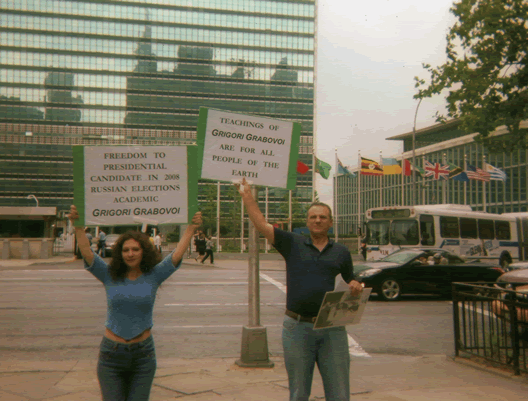 FREEDOM TO
PRESIDENTIAL
CANDIDATE IN 2008
RUSSIAN ELECTIONS
ACADEMIC
GRIGORI GRABOVOI
TEACHINGS OF
GRIGORI GRABOVOI
ARE FOR ALL
PEOPLE OF THE
EARTH